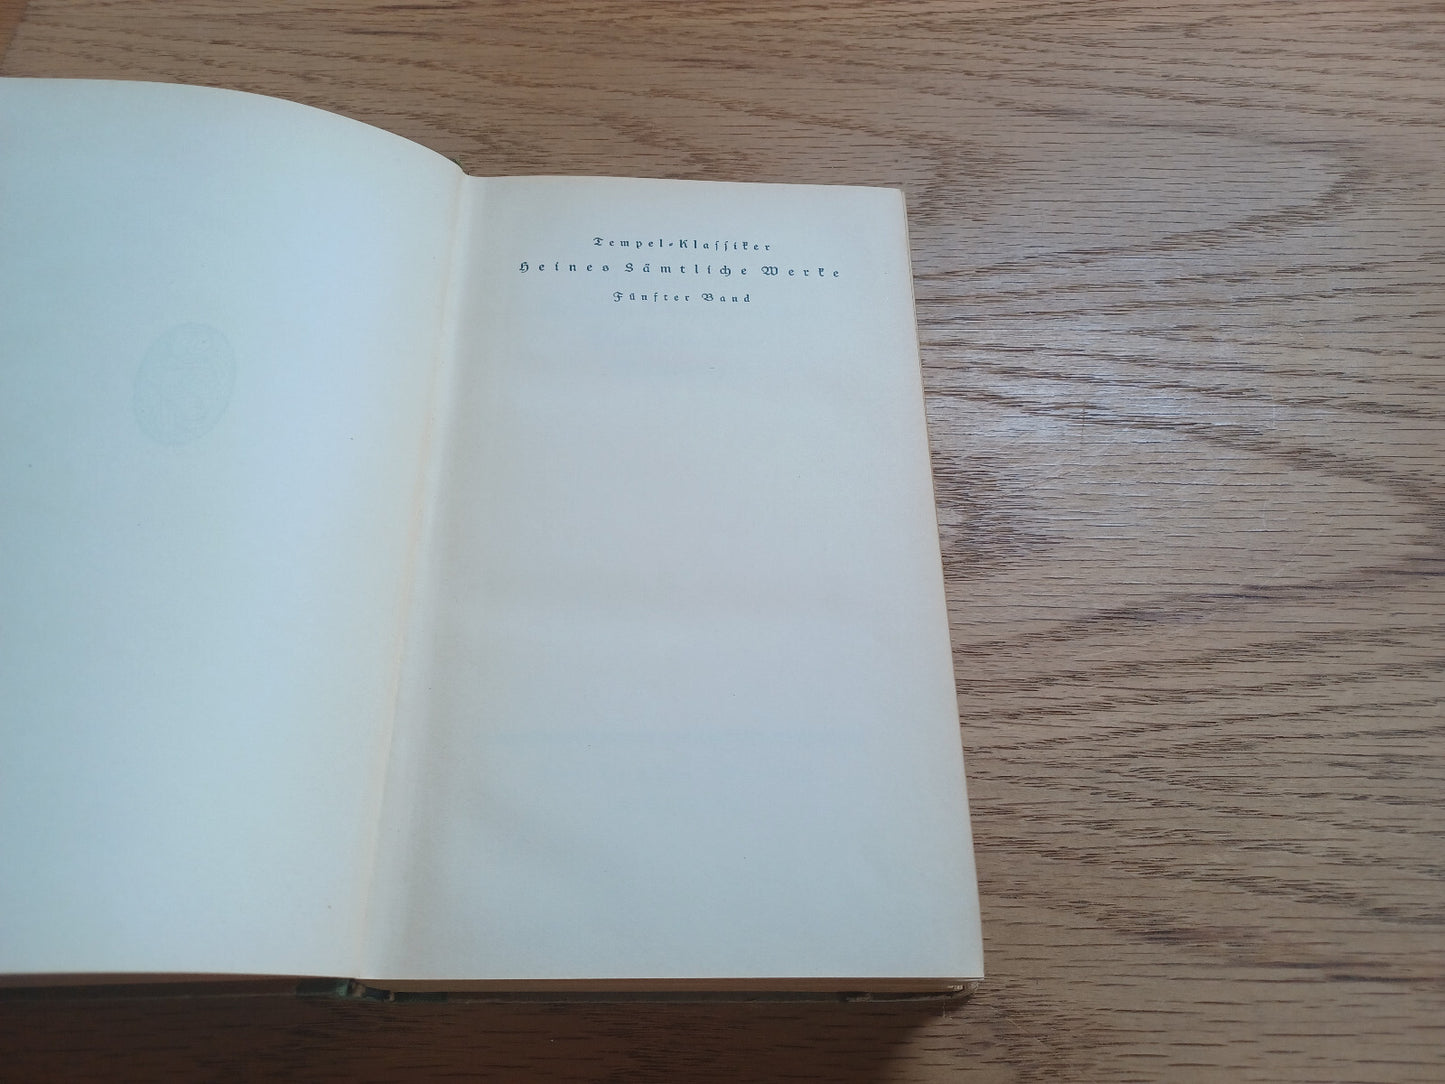 Tempel-Klassiker
Heines Sämtliche Werke
Fünfter Band